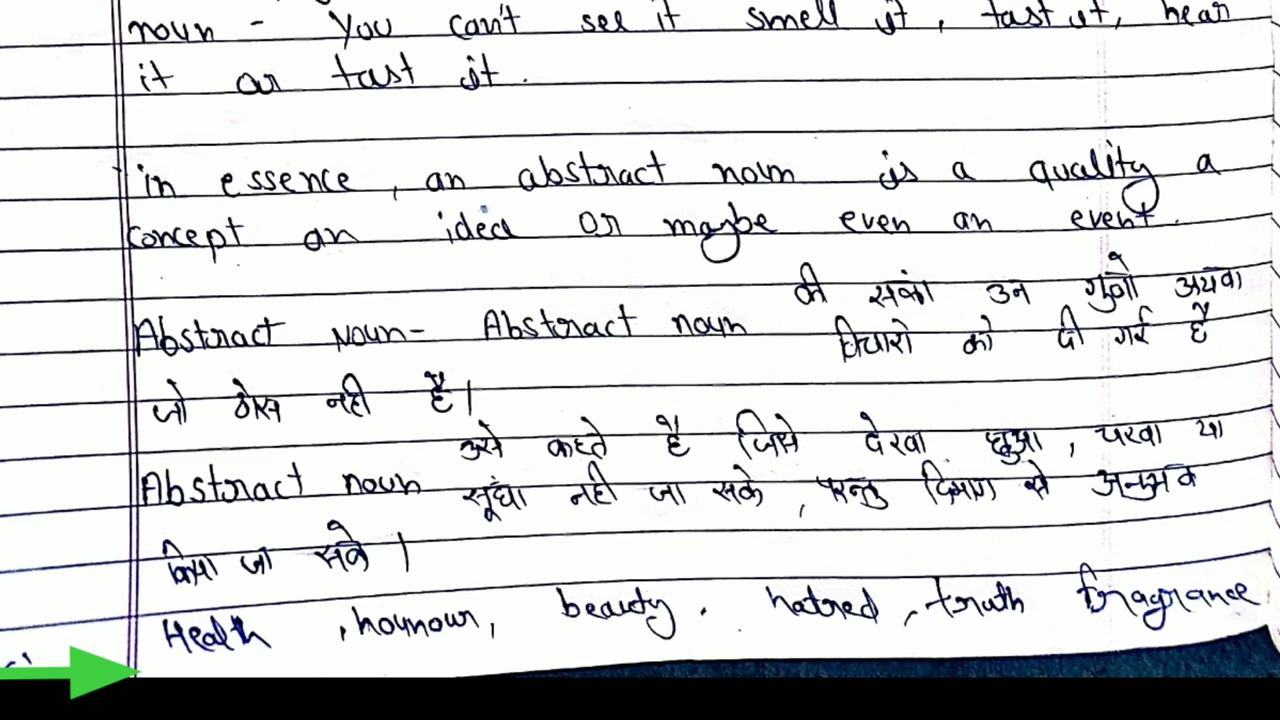 noun - You can't see it smell it, tast it, hear
it or tast it.
in essence, an abstract noun is a quality a
concept an idea or maybe even an event.
की सकां उन गुणो अथवा
Abstract Noun- Abstract noun विचारो को दी गई है
जो ठोस नही है।
उसे कहते है जिसे देखा छुआ, चखा या
Abstract noun सूंघा नही जा सके, परन्तु दिमाग से अनुभव
किया जा सके।
Health, hounour, beauty. hatred, truth fragrance